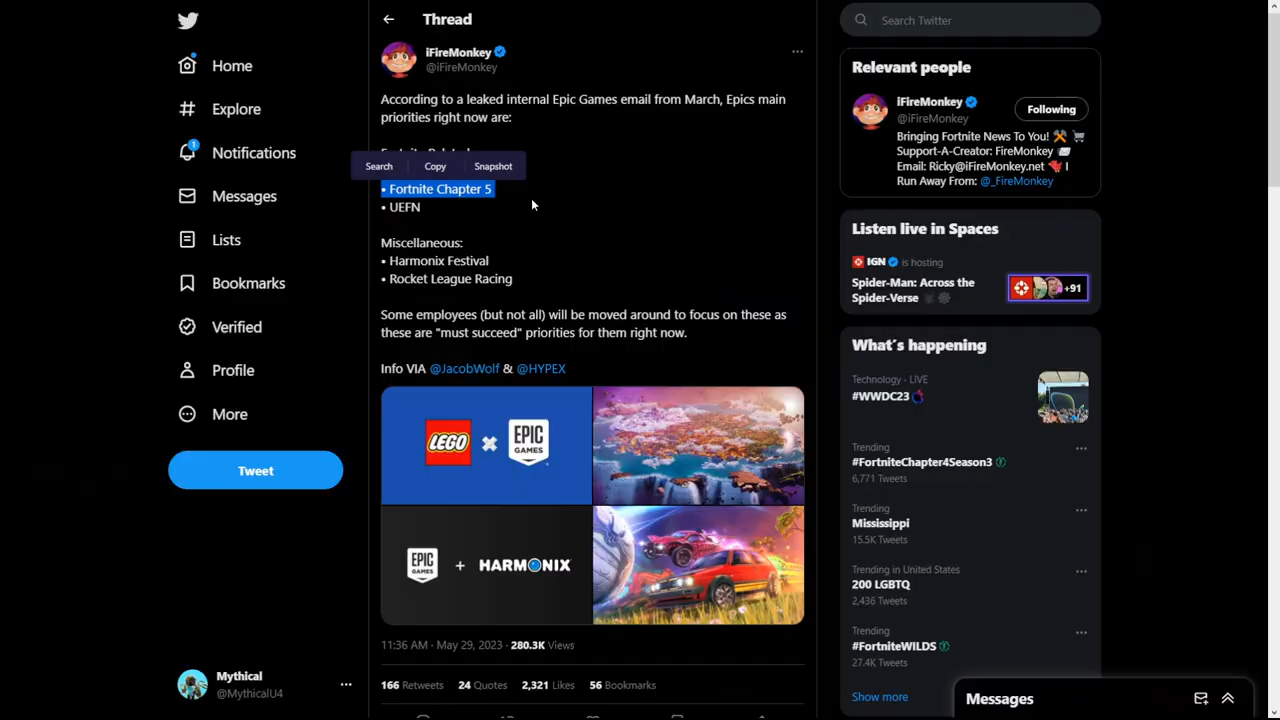 Thread
Search Twitter
Home
Explore
1
Notifications
Messages
Lists
Bookmarks
Verified
Profile
More
Tweet
Mythical
@MythicalU4
iFireMonkey
@iFireMonkey
According to a leaked internal Epic Games email from March, Epics main
priorities right now are:
Search Copy Snapshot
• Fortnite Chapter 5
• UEFN
Miscellaneous:
• Harmonix Festival
• Rocket League Racing
Some employees (but not all) will be moved around to focus on these as
these are "must succeed" priorities for them right now.
Info VIA @JacobWolf & @HYPEX
LEGO
EPIC
GAMES
EPIC
GAMES
+ HARMONIX
11:36 AM · May 29, 2023 · 280.3K Views
166 Retweets 24 Quotes 2,321 Likes 56 Bookmarks
Relevant people
iFireMonkey
@iFireMonkey
Following
Bringing Fortnite News To You!
Support-A-Creator: FireMonkey
Email: Ricky@iFireMonkey.net |
Run Away From: @_FireMonkey
Listen live in Spaces
IGN is hosting
Spider-Man: Across the
Spider-Verse
+91
What's happening
Technology · LIVE
#WWDC23
Trending
#FortniteChapter4Season3
6,771 Tweets
Trending
Mississippi
15.5K Tweets
Trending in United States
200 LGBTQ
2,436 Tweets
Trending
#FortniteWILDS
27.4K Tweets
Show more
Messages